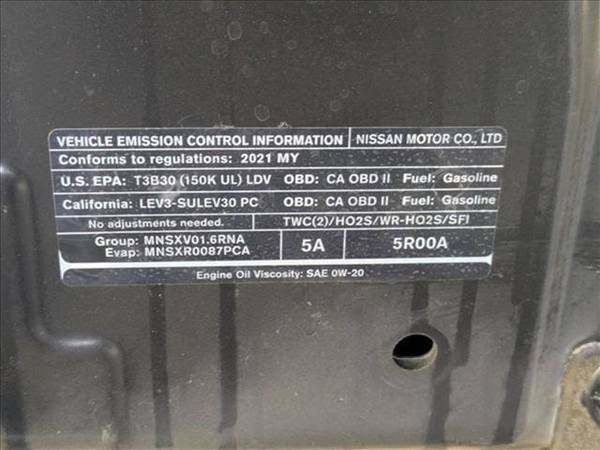 VEHICLE EMISSION CONTROL INFORMATION NISSAN MOTOR CO., LTD
Conforms to regulations: 2021 MY
U.S. EPA: T3B30 (150K UL) LDV OBD: CA OBD II Fuel: Gasoline
California: LEV3-SULEV30 PC OBD: CA OBD II Fuel: Gasoline
No adjustments needed. TWC(2)/HO2S/WR-HO2S/SFI
Group: MNSXV01.6RNA 5A 5R00A
Evap: MNSXR0087PCA
Engine Oil Viscosity: SAE 0W-20